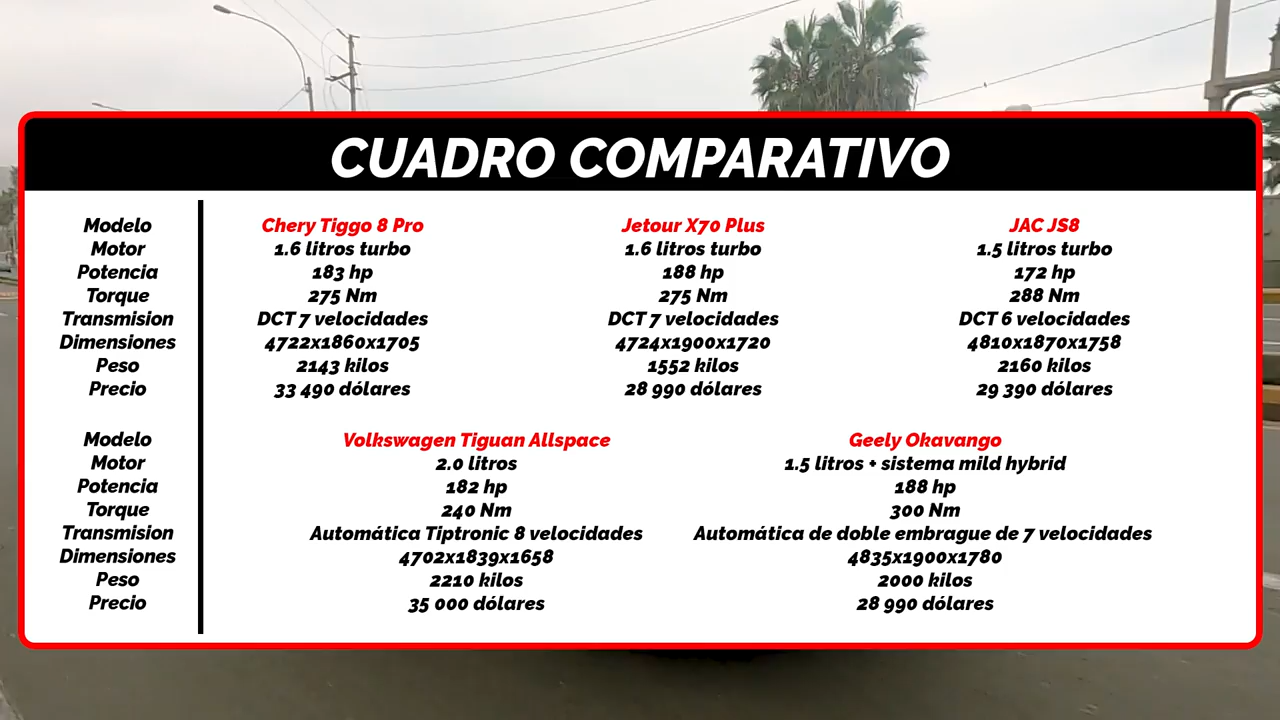 CUADRO COMPARATIVO
Modelo Chery Tiggo 8 Pro Jetour X70 Plus JAC JS8
Motor 1.6 litros turbo 1.6 litros turbo 1.5 litros turbo
Potencia 183 hp 188 hp 172 hp
Torque 275 Nm 275 Nm 288 Nm
Transmision DCT 7 velocidades DCT 7 velocidades DCT 6 velocidades
Dimensiones 4722x1860x1705 4724x1900x1720 4810x1870x1758
Peso 2143 kilos 1552 kilos 2160 kilos
Precio 33 490 dólares 28 990 dólares 29 390 dólares
Modelo Volkswagen Tiguan Allspace Geely Okavango
Motor 2.0 litros 1.5 litros + sistema mild hybrid
Potencia 182 hp 188 hp
Torque 240 Nm 300 Nm
Transmision Automática Tiptronic 8 velocidades Automática de doble embrague de 7 velocidades
Dimensiones 4702x1839x1658 4835x1900x1780
Peso 2210 kilos 2000 kilos
Precio 35 000 dólares 28 990 dólares